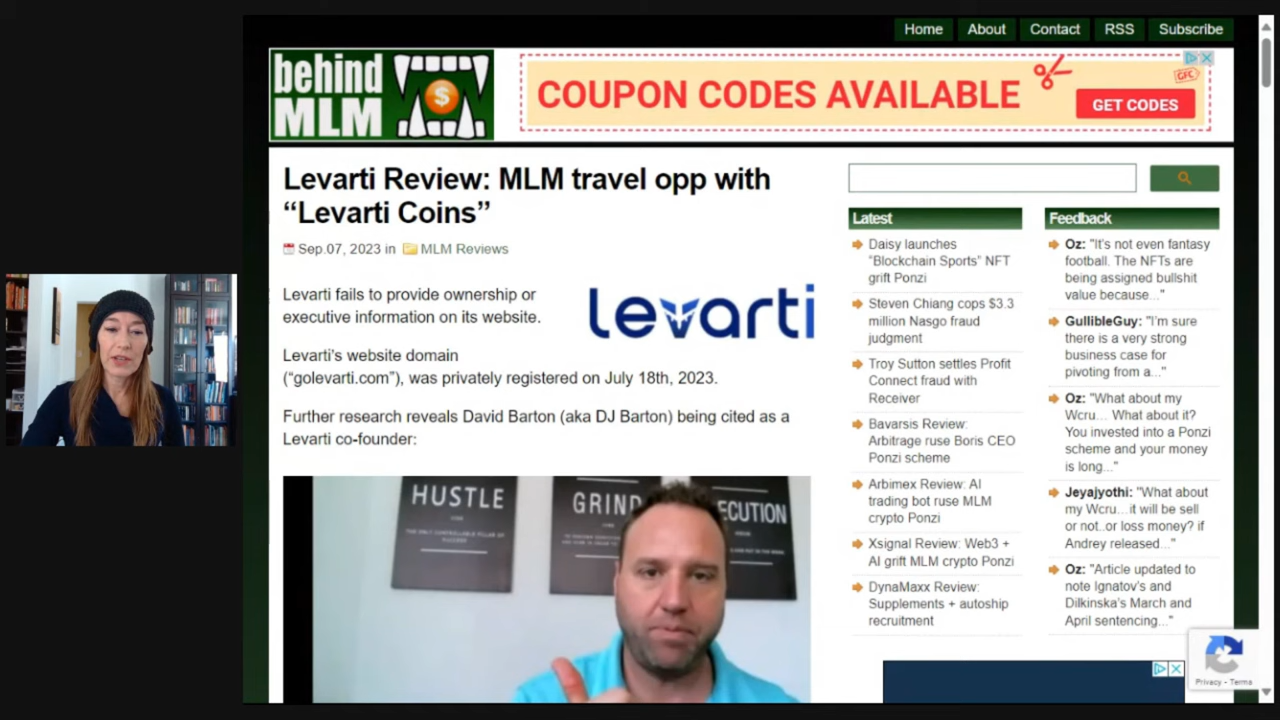 Home About Contact RSS Subscribe
behind
MLM
$
COUPON CODES AVAILABLE
GFC
GET CODES
Levarti Review: MLM travel opp with
“Levarti Coins”
Sep.07, 2023 in MLM Reviews
Levarti fails to provide ownership or
executive information on its website.
levarti
Levarti’s website domain
(“golevarti.com”), was privately registered on July 18th, 2023.
Further research reveals David Barton (aka DJ Barton) being cited as a
Levarti co-founder:
HUSTLE
GRIND
ECUTION
Latest
Daisy launches
“Blockchain Sports” NFT
grift Ponzi
Steven Chiang cops $3.3
million Nasgo fraud
judgment
Troy Sutton settles Profit
Connect fraud with
Receiver
Bavarsis Review:
Arbitrage ruse Boris CEO
Ponzi scheme
Arbimex Review: AI
trading bot ruse MLM
crypto Ponzi
Xsignal Review: Web3 +
AI grift MLM crypto Ponzi
DynaMaxx Review:
Supplements + autoship
recruitment
Feedback
Oz: "It's not even fantasy
football. The NFTs are
being assigned bullshit
value because..."
GullibleGuy: "I'm sure
there is a very strong
business case for
pivoting from a..."
Oz: "What about my
Wcru... What about it?
You invested into a Ponzi
scheme and your money
is long..."
Jeyajyothi: "What about
my Wcru...it will be sell
or not..or loss money? if
Andrey released..."
Oz: "Article updated to
note Ignatov's and
Dilkinska's March and
April sentencing..."
Privacy - Terms